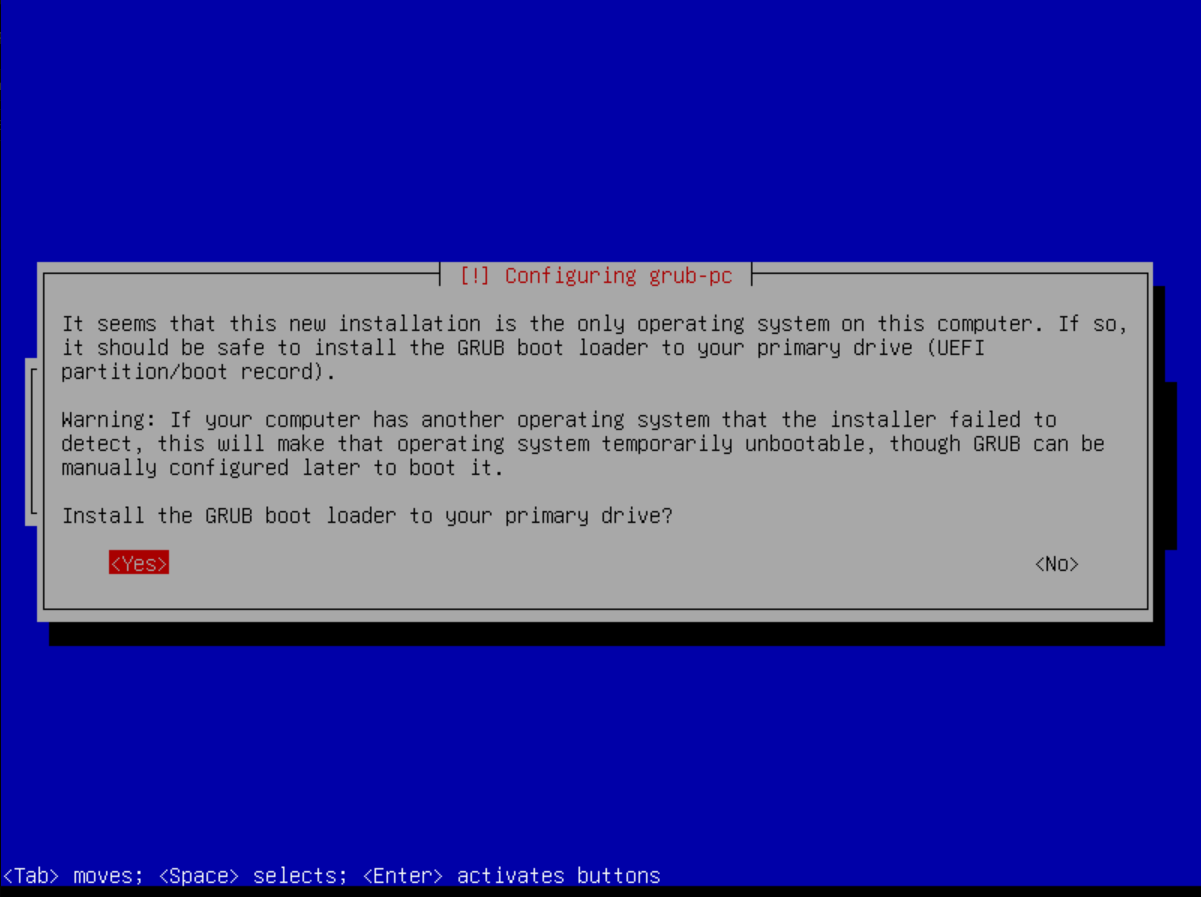 [!] Configuring grub-pc
It seems that this new installation is the only operating system on this computer. If so,
it should be safe to install the GRUB boot loader to your primary drive (UEFI
partition/boot record).
Warning: If your computer has another operating system that the installer failed to
detect, this will make that operating system temporarily unbootable, though GRUB can be
manually configured later to boot it.
Install the GRUB boot loader to your primary drive?
<Yes> <No>
<Tab> moves; <Space> selects; <Enter> activates buttons